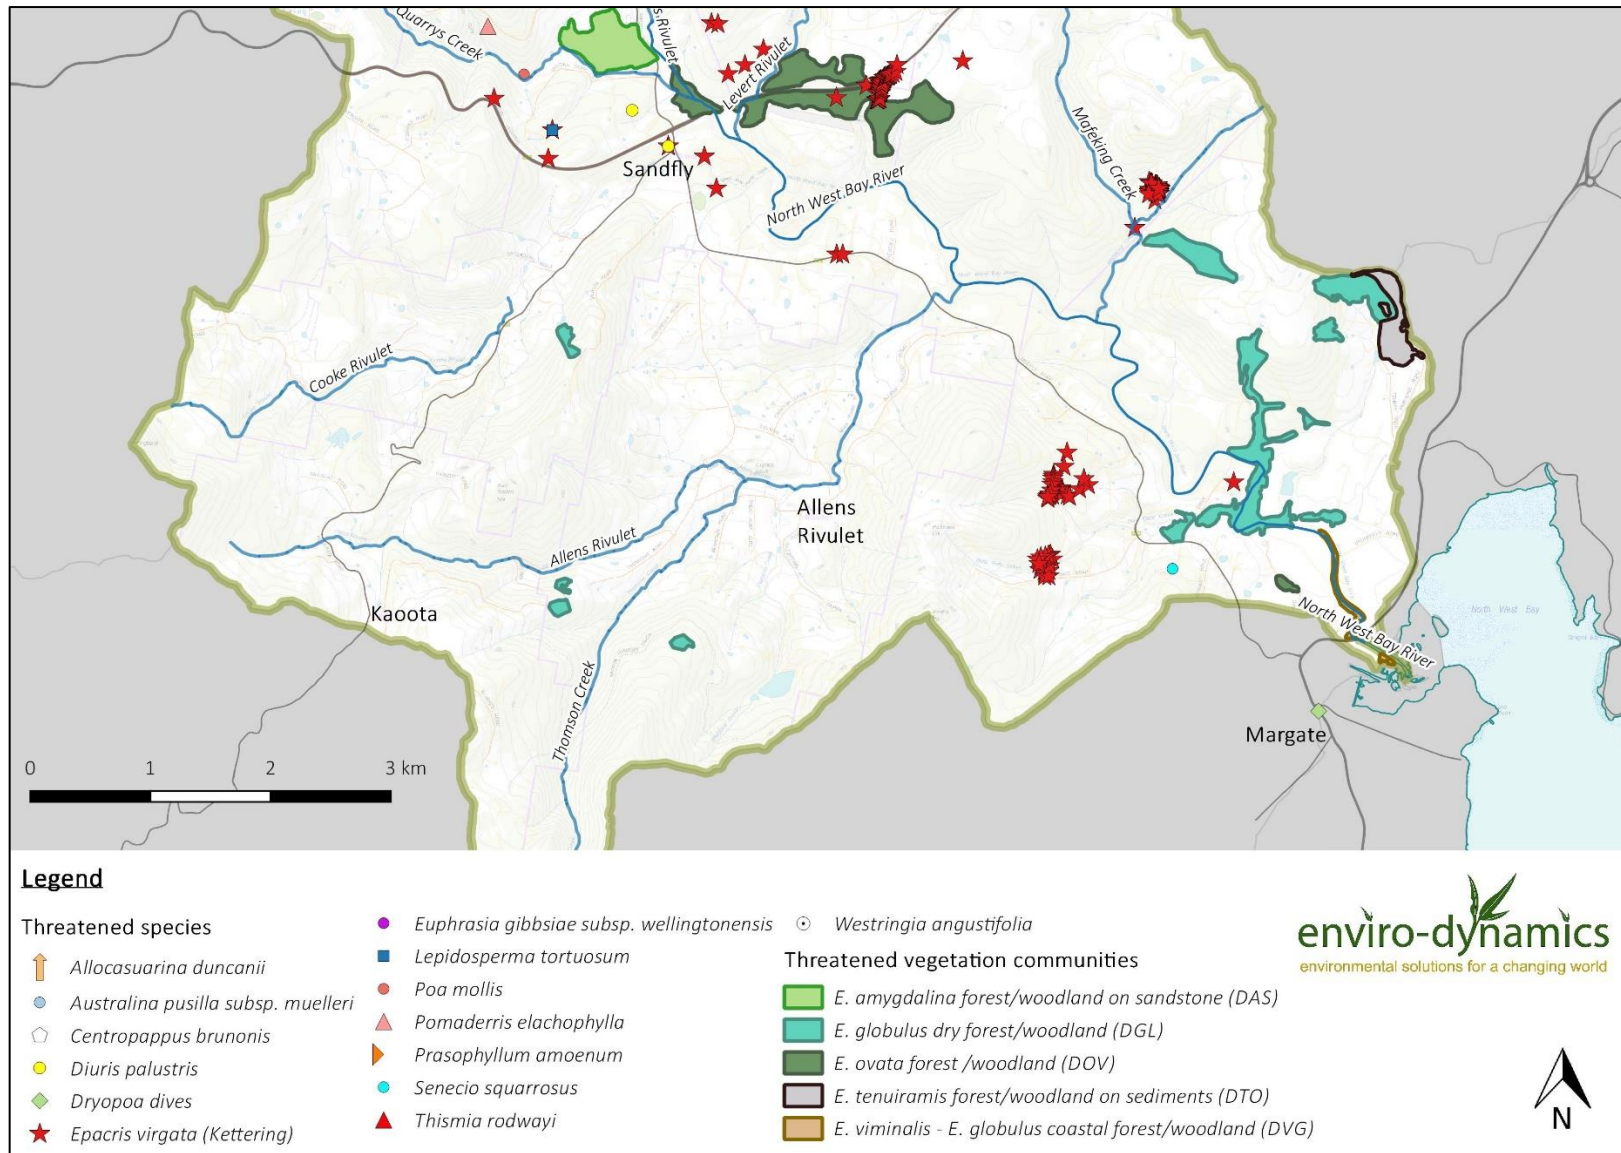 Quarrys Creek
s Rivulet
Levert Rivulet
Mafeking Creek
Sandfly
North West Bay River
Cooke Rivulet
Allens
Rivulet
Allens Rivulet
Kaoota
Thomson Creek
North West Bay
North West Bay River
Margate
0 1 2 3 km
Legend
Threatened species
Allocasuarina duncanii
Australina pusilla subsp. muelleri
Centropappus brunonis
Diuris palustris
Dryopoa dives
Epacris virgata (Kettering)
Euphrasia gibbsiae subsp. wellingtonensis
Lepidosperma tortuosum
Poa mollis
Pomaderris elachophylla
Prasophyllum amoenum
Senecio squarrosus
Thismia rodwayi
Westringia angustifolia
Threatened vegetation communities
E. amygdalina forest/woodland on sandstone (DAS)
E. globulus dry forest/woodland (DGL)
E. ovata forest /woodland (DOV)
E. tenuiramis forest/woodland on sediments (DTO)
E. viminalis - E. globulus coastal forest/woodland (DVG)
enviro-dynamics
environmental solutions for a changing world
N